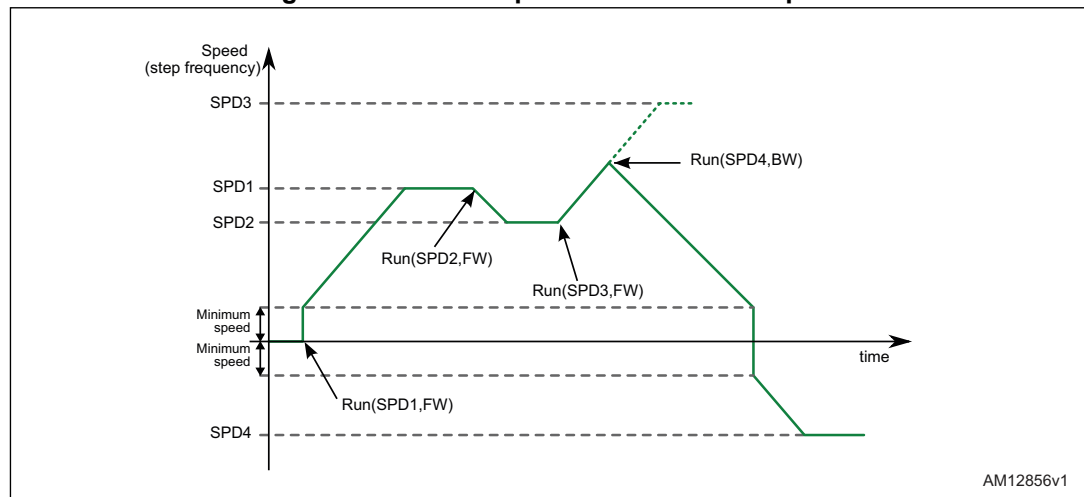 Speed
(step frequency)
SPD3
Run(SPD4,BW)
SPD1
SPD2
Run(SPD2,FW)
Run(SPD3,FW)
Minimum
speed
Minimum
speed
time
Run(SPD1,FW)
SPD4
AM12856v1